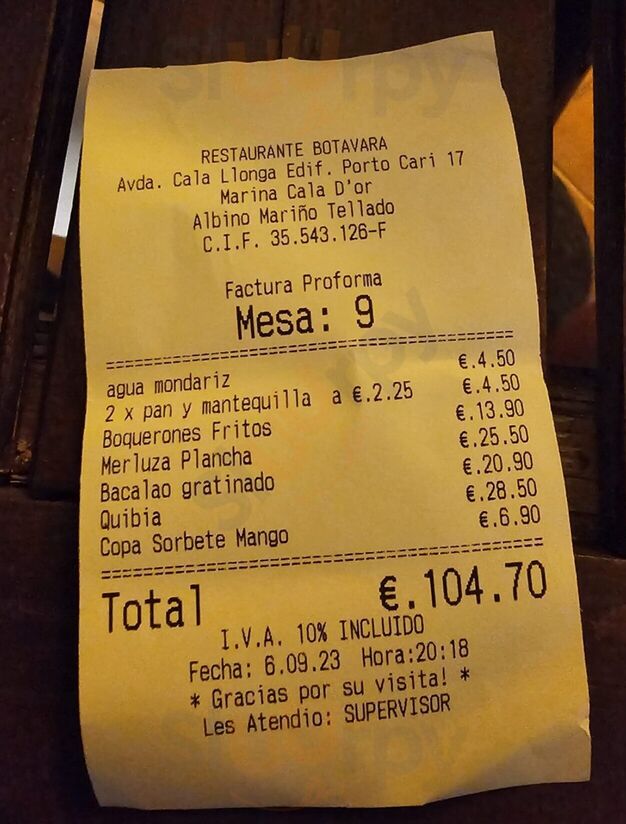 RESTAURANTE BOTAVARA
Avda. Cala Llonga Edif. Porto Cari 17
Marina Cala D'or
Albino Mariño Tellado
C.I.F. 35.543.126-F
Factura Proforma
Mesa: 9
agua mondariz €.4.50
2 x pan y mantequilla a €.2.25 €.4.50
Boquerones Fritos €.13.90
Merluza Plancha €.25.50
Bacalao gratinado €.20.90
Quibia €.28.50
Copa Sorbete Mango €.6.90
Total €.104.70
I.V.A. 10% INCLUIDO
Fecha: 6.09.23 Hora:20:18
* Gracias por su visita! *
Les Atendio: SUPERVISOR